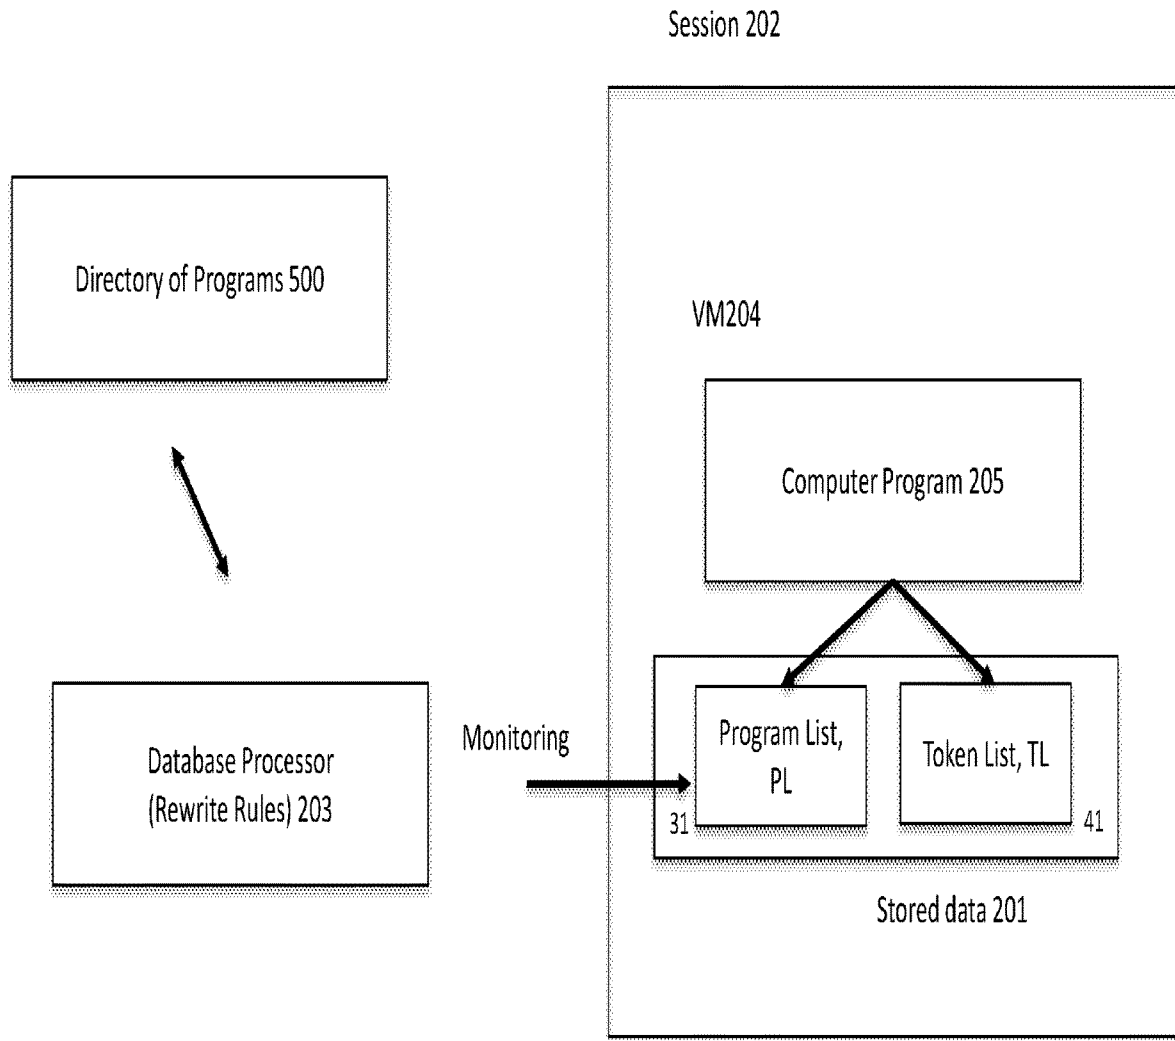 Session 202
Directory of Programs 500
VM204
Computer Program 205
Database Processor
(Rewrite Rules) 203
Monitoring
Program List,
PL
Token List, TL
31
41
Stored data 201